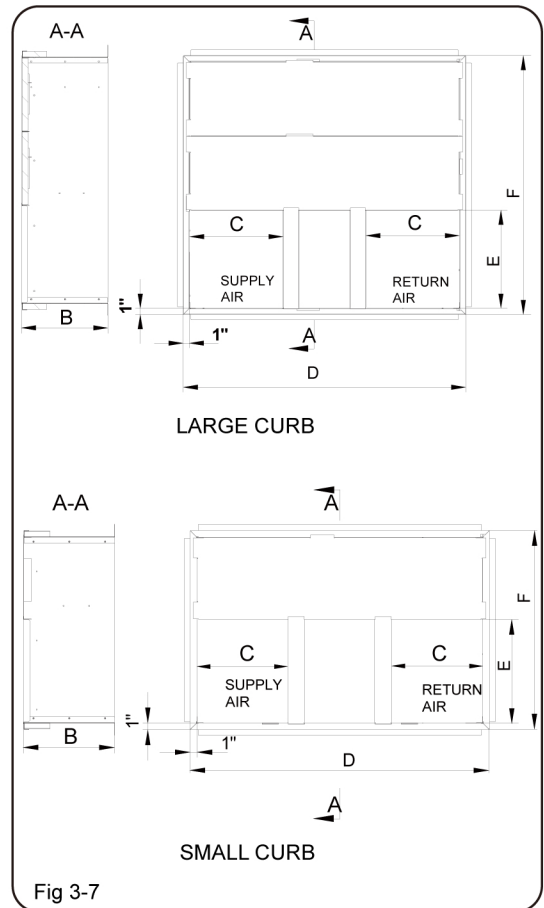 A-A
A
F
C
C
E
SUPPLY
AIR
RETURN
AIR
B
1"
1"
A
D
LARGE CURB
A-A
A
F
C
C
E
SUPPLY
AIR
RETURN
AIR
B
1"
1"
D
A
SMALL CURB
Fig 3-7